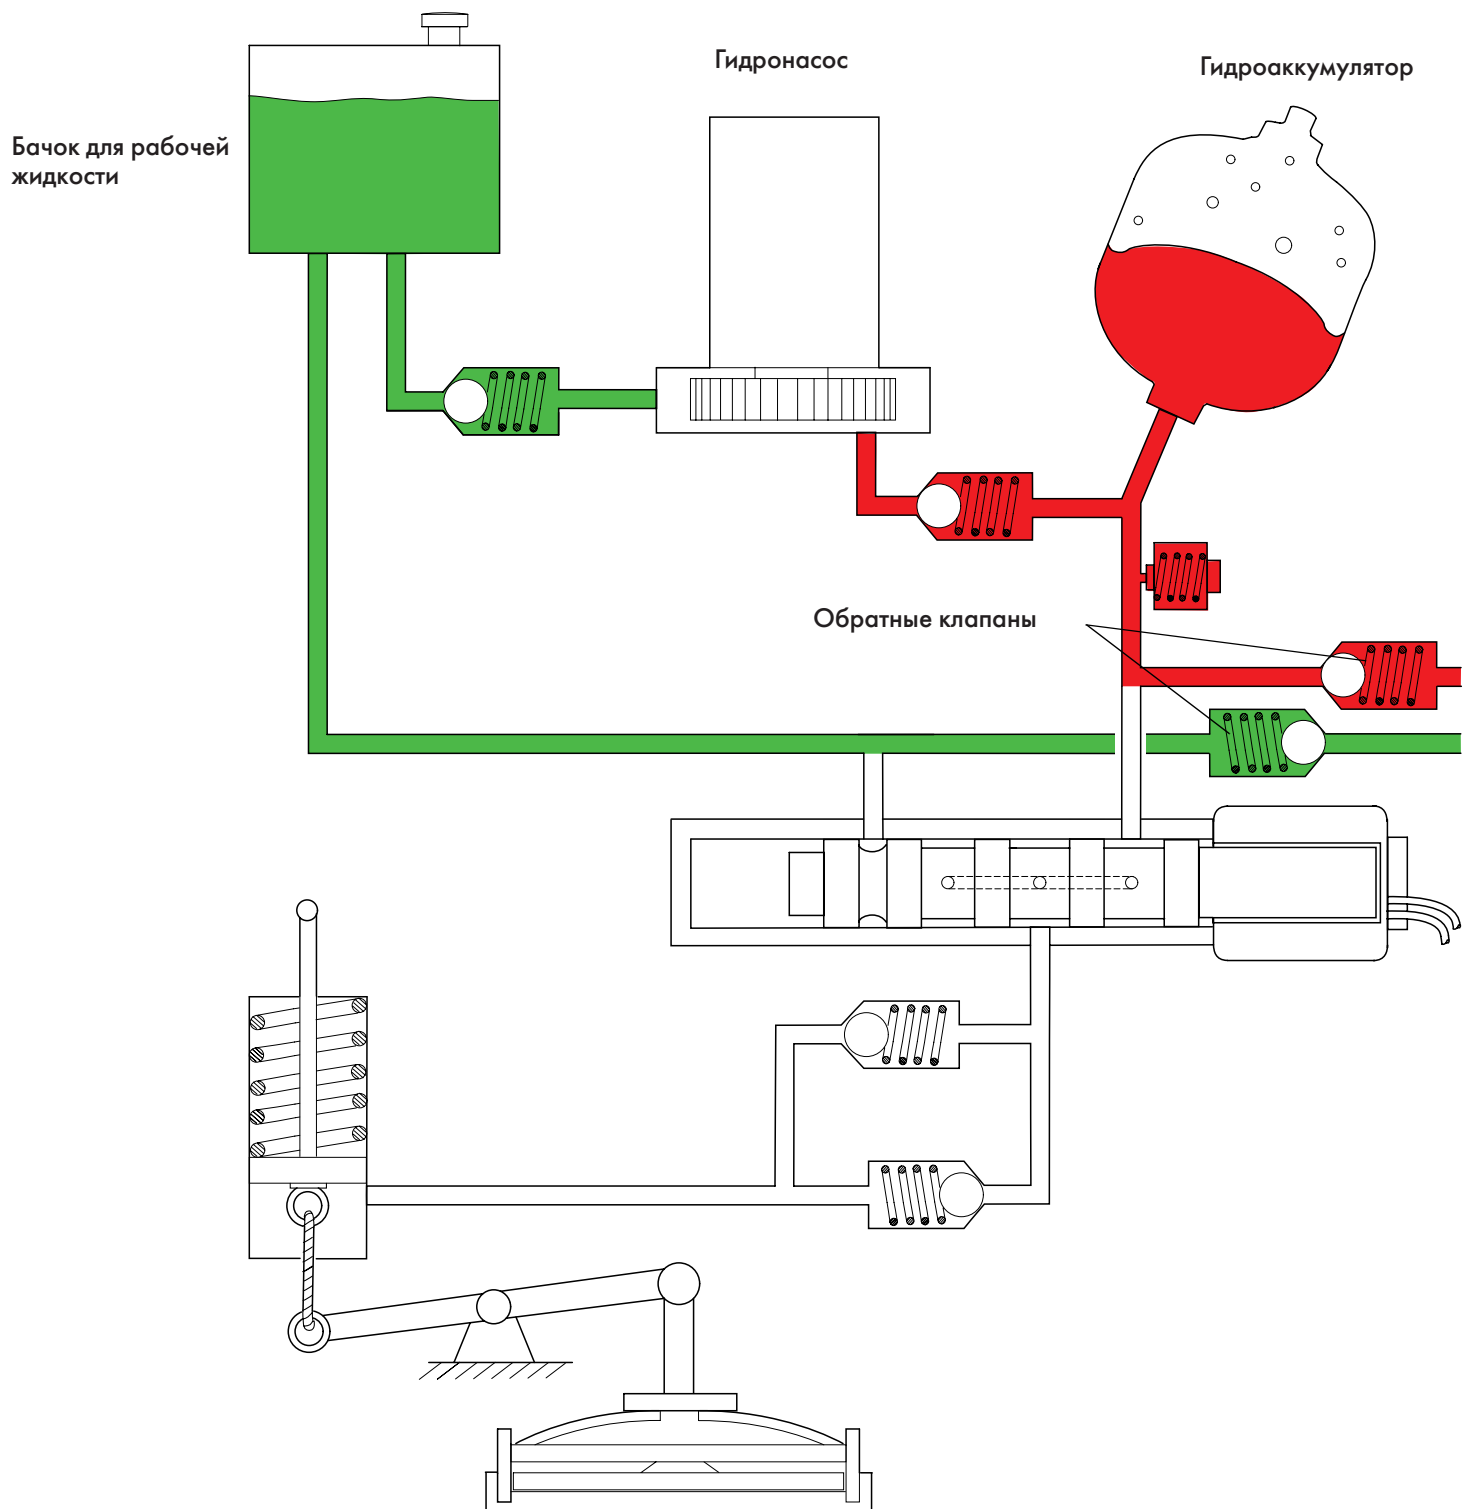 Гидронасос
Гидроаккумулятор
Бачок для рабочей
жидкости
Обратные клапаны